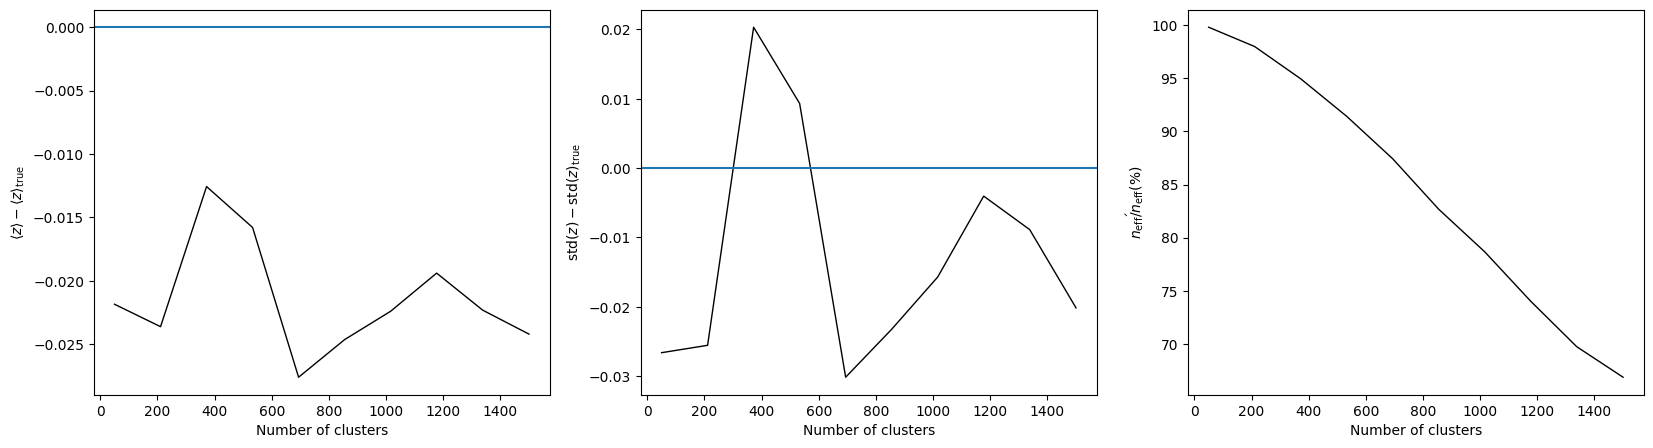 ⟨z⟩ − ⟨z⟩true
0.000
−0.005
−0.010
−0.015
−0.020
−0.025
0 200 400 600 800 1000 1200 1400
Number of clusters
std(z) − std(z)true
0.02
0.01
0.00
−0.01
−0.02
−0.03
0 200 400 600 800 1000 1200 1400
Number of clusters
n′eff/neff(%)
100
95
90
85
80
75
70
0 200 400 600 800 1000 1200 1400
Number of clusters